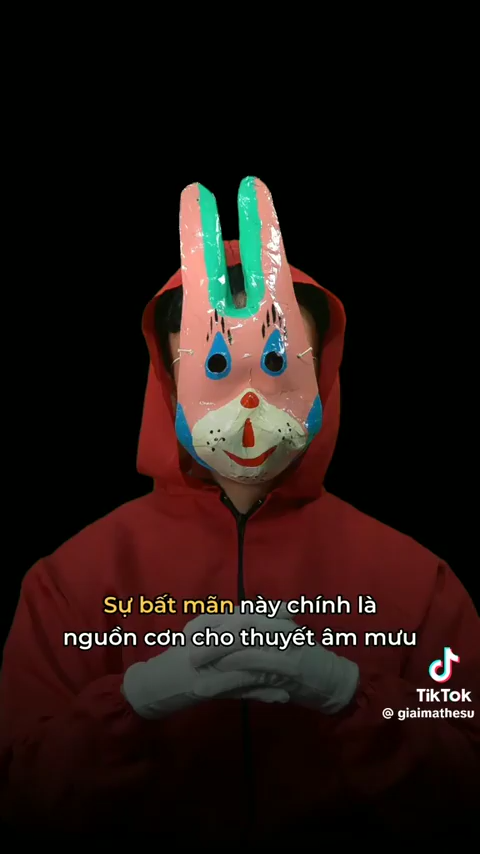 Sự bất mãn này chính là
nguồn cơn cho thuyết âm mưu
TikTok
@ giaimathesu